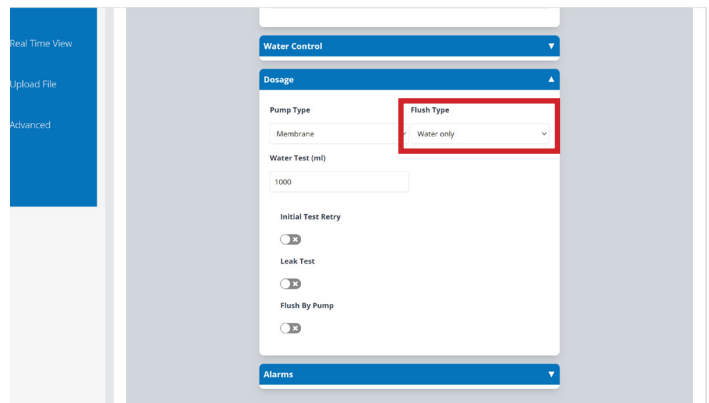 Real Time View
Upload File
Advanced
Water Control
Dosage
Pump Type
Flush Type
Membrane
Water only
Water Test (ml)
1000
Initial Test Retry
Leak Test
Flush By Pump
Alarms